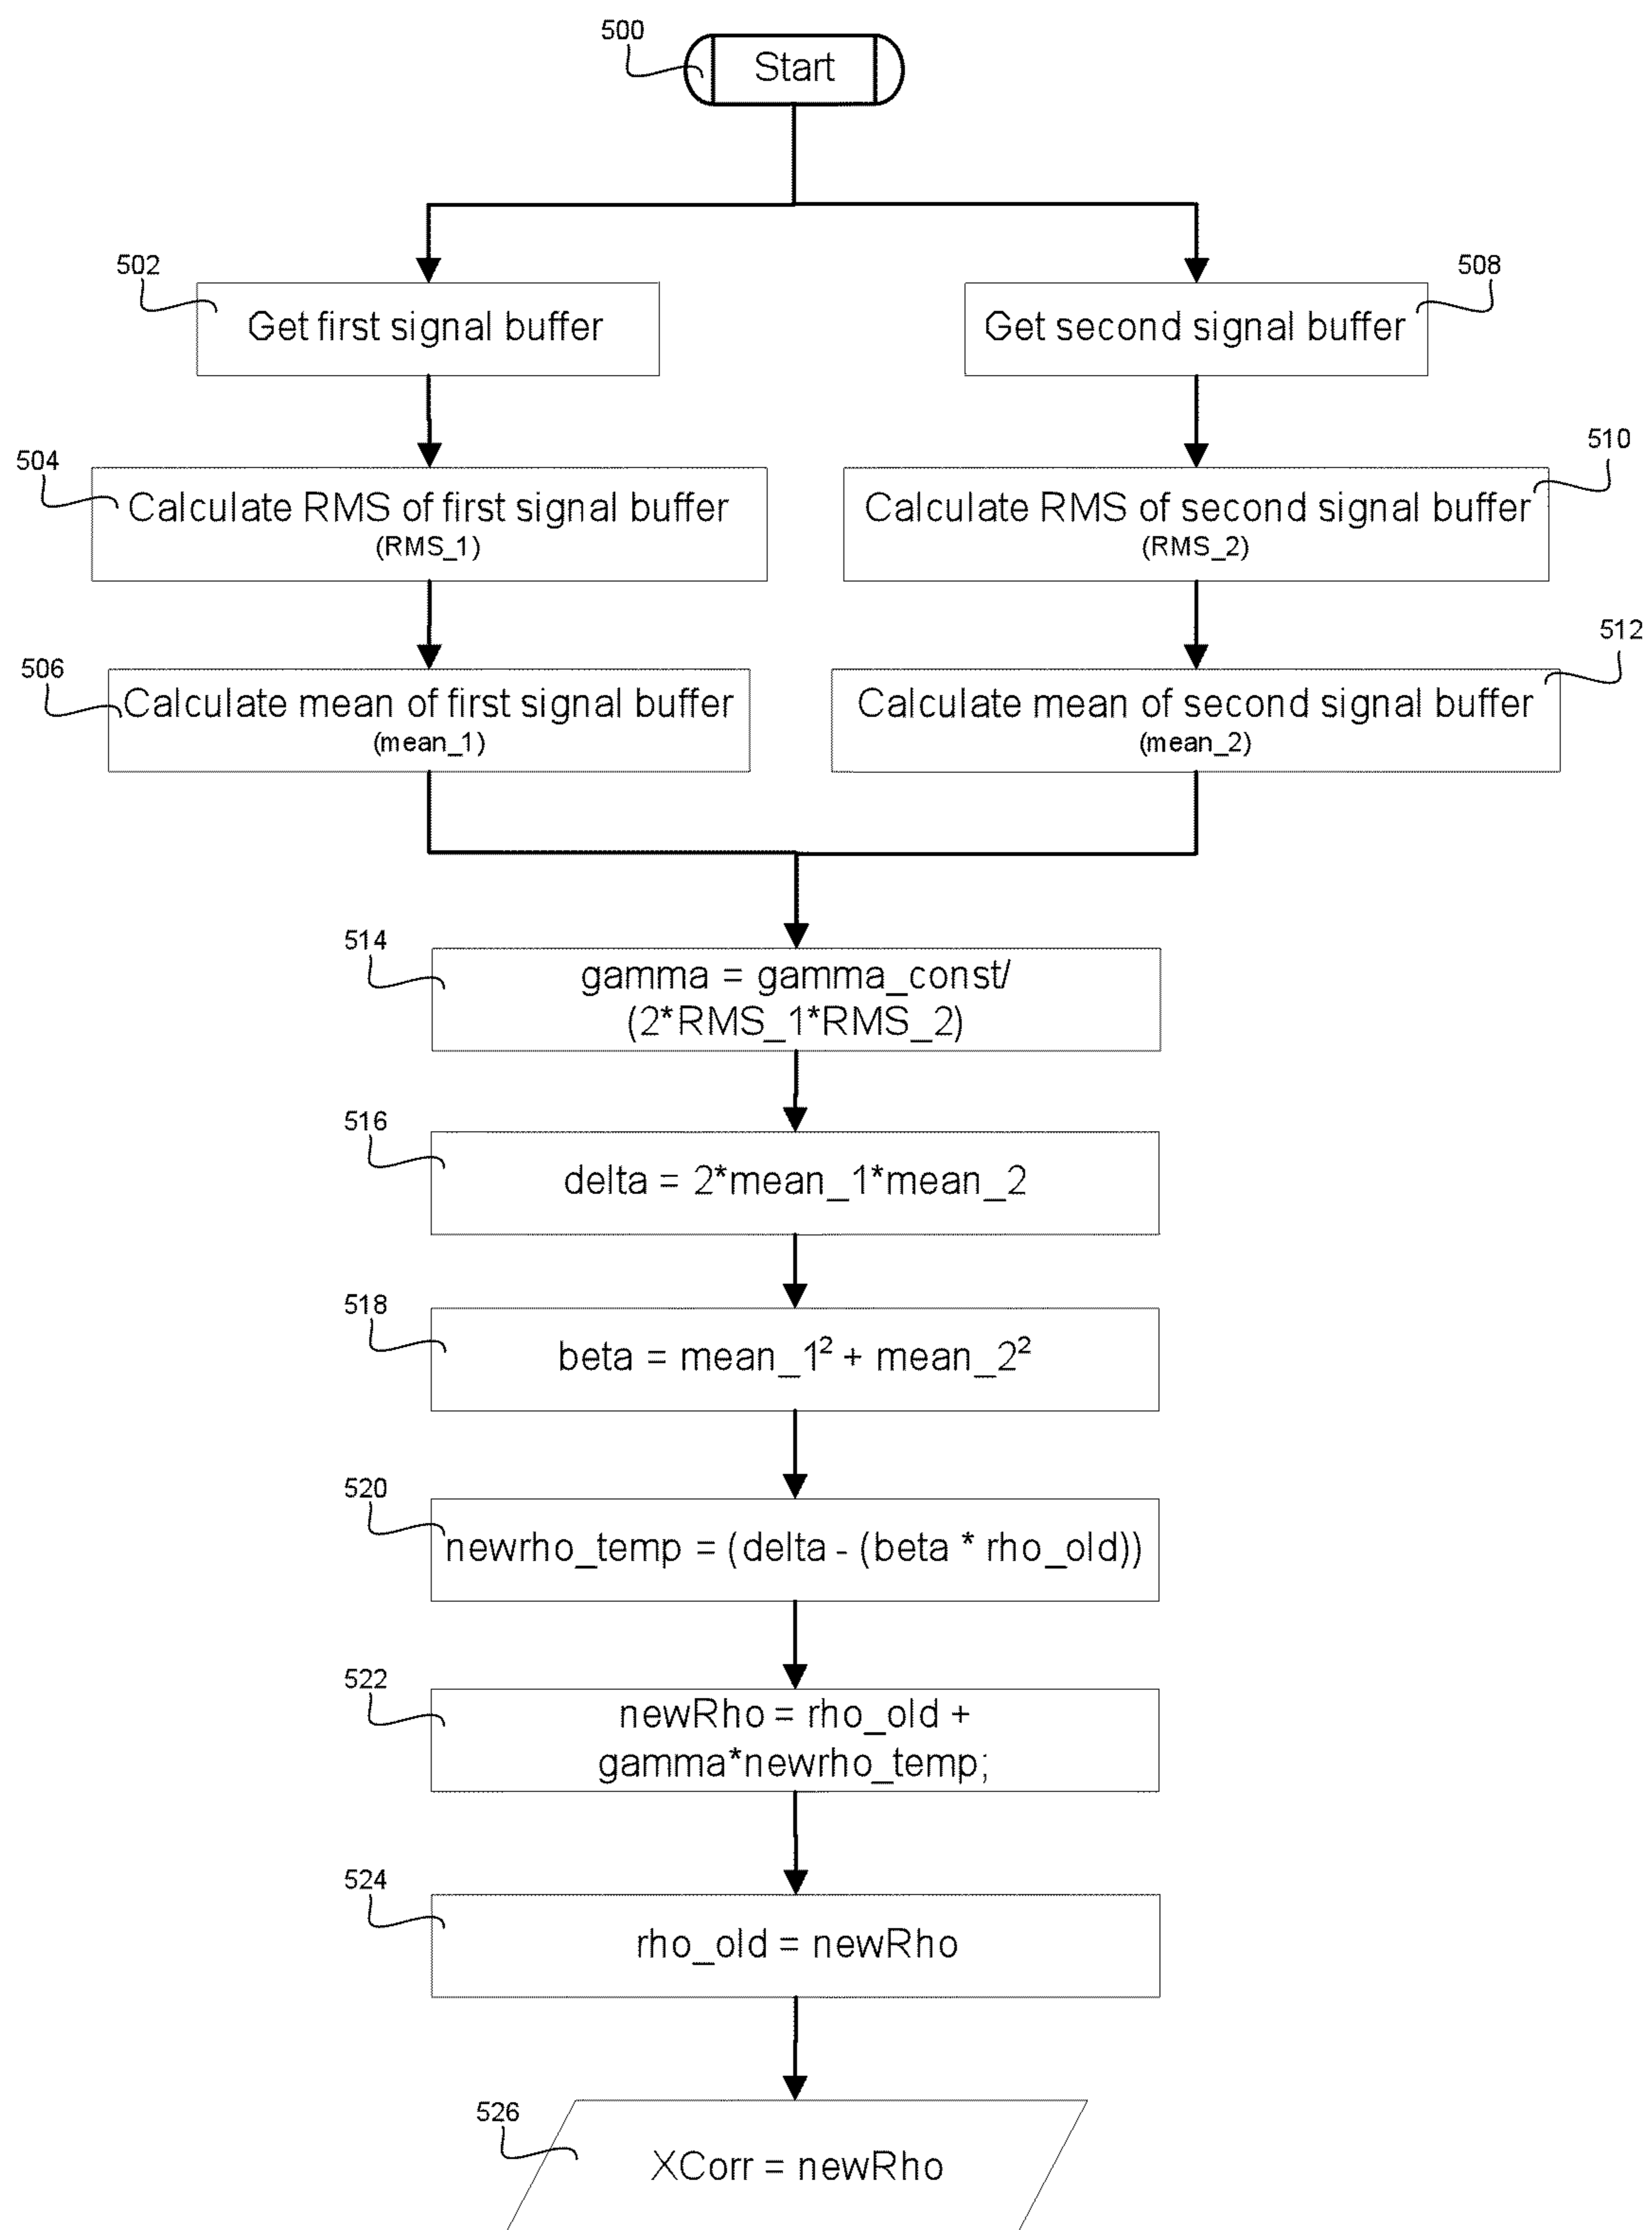 500
Start
502
Get first signal buffer
508
Get second signal buffer
504
Calculate RMS of first signal buffer
(RMS_1)
510
Calculate RMS of second signal buffer
(RMS_2)
506
Calculate mean of first signal buffer
(mean_1)
512
Calculate mean of second signal buffer
(mean_2)
514
gamma = gamma_const/
(2*RMS_1*RMS_2)
516
delta = 2*mean_1*mean_2
518
beta = mean_1² + mean_2²
520
newrho_temp = (delta - (beta * rho_old))
522
newRho = rho_old +
gamma*newrho_temp;
524
rho_old = newRho
526
XCorr = newRho